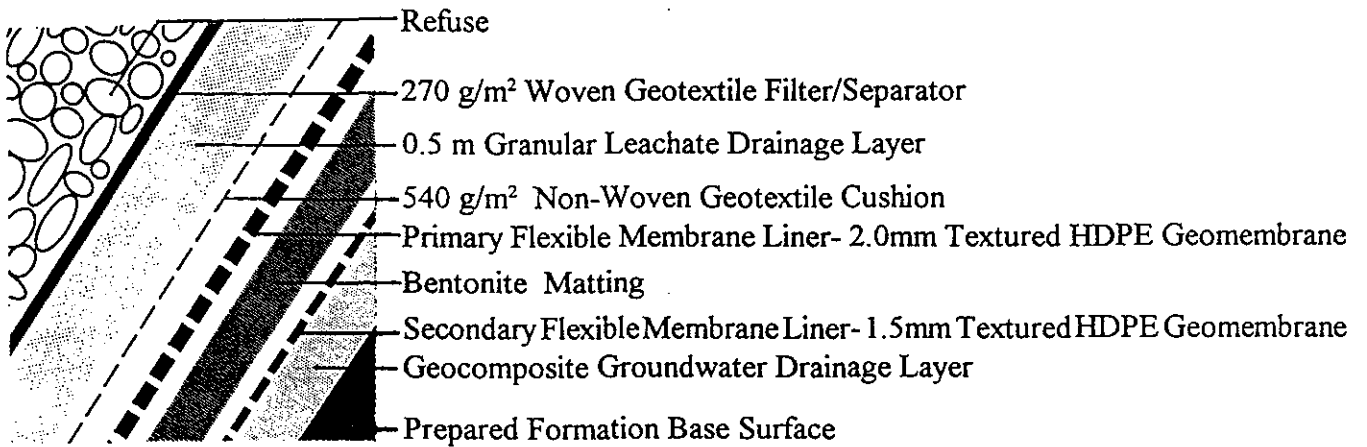 Refuse
270 g/m² Woven Geotextile Filter/Separator
0.5 m Granular Leachate Drainage Layer
540 g/m² Non-Woven Geotextile Cushion
Primary Flexible Membrane Liner- 2.0mm Textured HDPE Geomembrane
Bentonite Matting
Secondary Flexible Membrane Liner- 1.5mm Textured HDPE Geomembrane
Geocomposite Groundwater Drainage Layer
Prepared Formation Base Surface